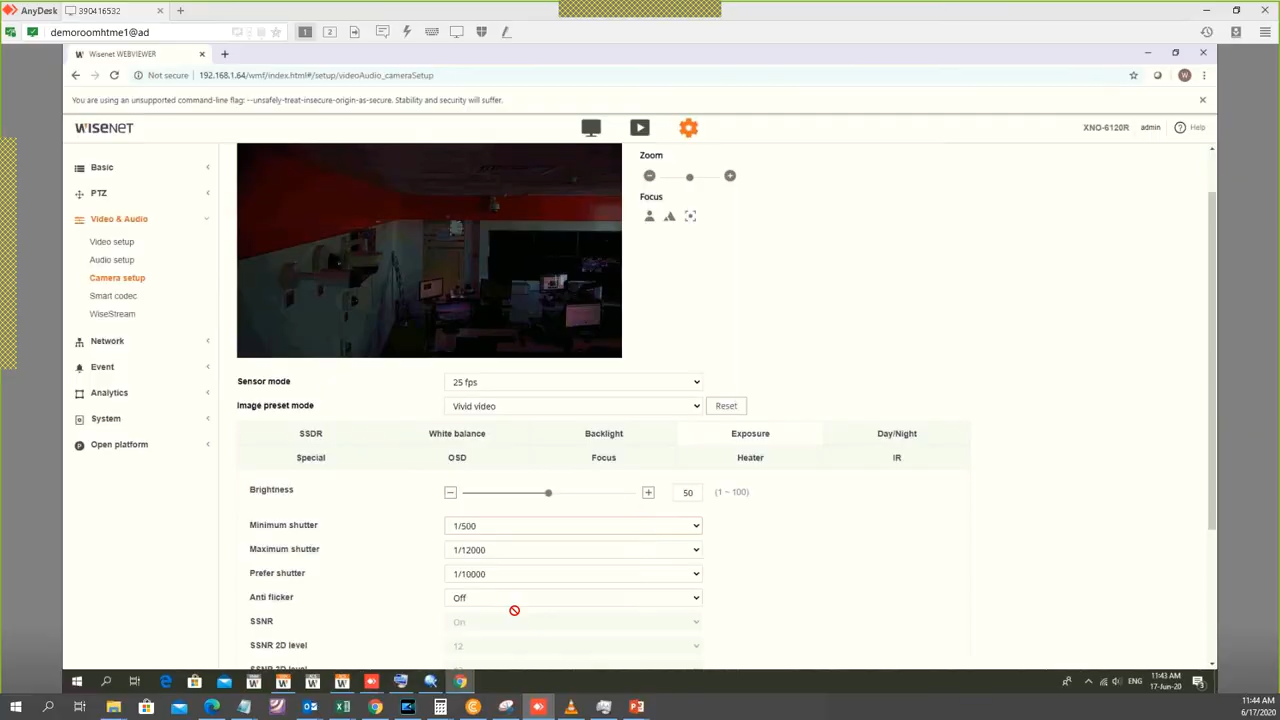 AnyDesk 390416532
demoroomhtme1@ad 1 2
Wisenet WEBVIEWER
Not secure 192.168.1.64/wmf/index.html#/setup/videoAudio_cameraSetup W
You are using an unsupported command-line flag: --unsafely-treat-insecure-origin-as-secure. Stability and security will suffer.
WISENET XNO-6120R admin Help
Basic
PTZ
Video & Audio
Video setup
Audio setup
Camera setup
Smart codec
WiseStream
Network
Event
Analytics
System
Open platform
Zoom
Focus
Sensor mode 25 fps
Image preset mode Vivid video Reset
SSDR White balance Backlight Exposure Day/Night
Special OSD Focus Heater IR
Brightness 50 (1 ~ 100)
Minimum shutter 1/500
Maximum shutter 1/12000
Prefer shutter 1/10000
Anti flicker Off
SSNR On
SSNR 2D level 12
ENG 11:43 AM
17-Jun-20
11:44 AM
6/17/2020